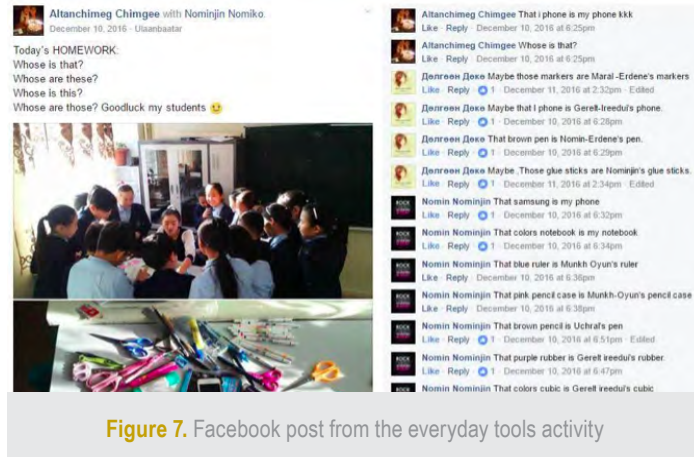 Altanchimeg Chimgee with Nominjin Nomiko.
December 10, 2016 · Ulaanbaatar
Today's HOMEWORK:
Whose is that?
Whose are these?
Whose is this?
Whose are those? Goodluck my students
Altanchimeg Chimgee That i phone is my phone kkk
Like · Reply · December 10, 2016 at 6:25pm
Altanchimeg Chimgee Whose is that?
Like · Reply · December 10, 2016 at 6:25pm
Дөлгөөн Дөкө Maybe those markers are Maral -Erdene's markers
Like · Reply · 1 · December 11, 2016 at 2:32pm · Edited
Дөлгөөн Дөкө Maybe that I phone is Gerelt-Ireedul's phone.
Like · Reply · 1 · December 10, 2016 at 6:28pm
Дөлгөөн Дөкө That brown pen is Nomin-Erdene's pen.
Like · Reply · 1 · December 10, 2016 at 6:29pm
Дөлгөөн Дөкө Maybe ,Those glue sticks are Nominjin's glue sticks.
Like · Reply · 1 · December 11, 2016 at 2:34pm · Edited
Nomin Nominjin That samsung is my phone
Like · Reply · 1 · December 10, 2016 at 6:32pm
Nomin Nominjin That colors notebook is my notebook
Like · Reply · 1 · December 10, 2016 at 6:34pm
Nomin Nominjin That blue ruler is Munkh Oyun's ruler
Like · Reply · 1 · December 10, 2016 at 6:36pm
Nomin Nominjin That pink pencil case is Munkh-Oyun's pencil case
Like · Reply · December 10, 2016 at 6:38pm
Nomin Nominjin That brown pencil is Uchral's pen
Like · Reply · 1 · December 10, 2016 at 6:51pm · Edited
Nomin Nominjin That purple rubber is Gerelt ireedul's rubber.
Like · Reply · 1 · December 10, 2016 at 6:47pm
Nomin Nominjin That colors cubic is Gerelt ireedul's cubic
Figure 7. Facebook post from the everyday tools activity